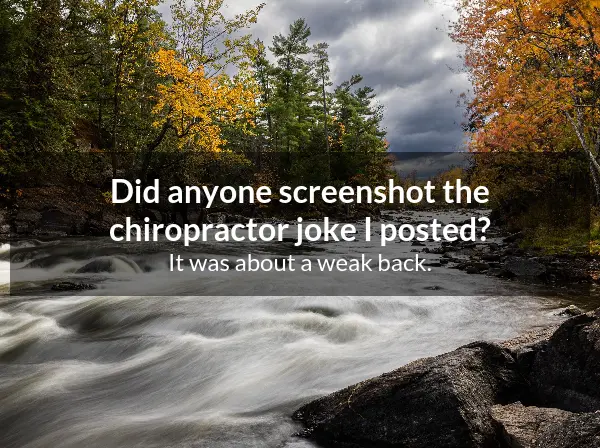 Did anyone screenshot the
chiropractor joke I posted?
It was about a weak back.